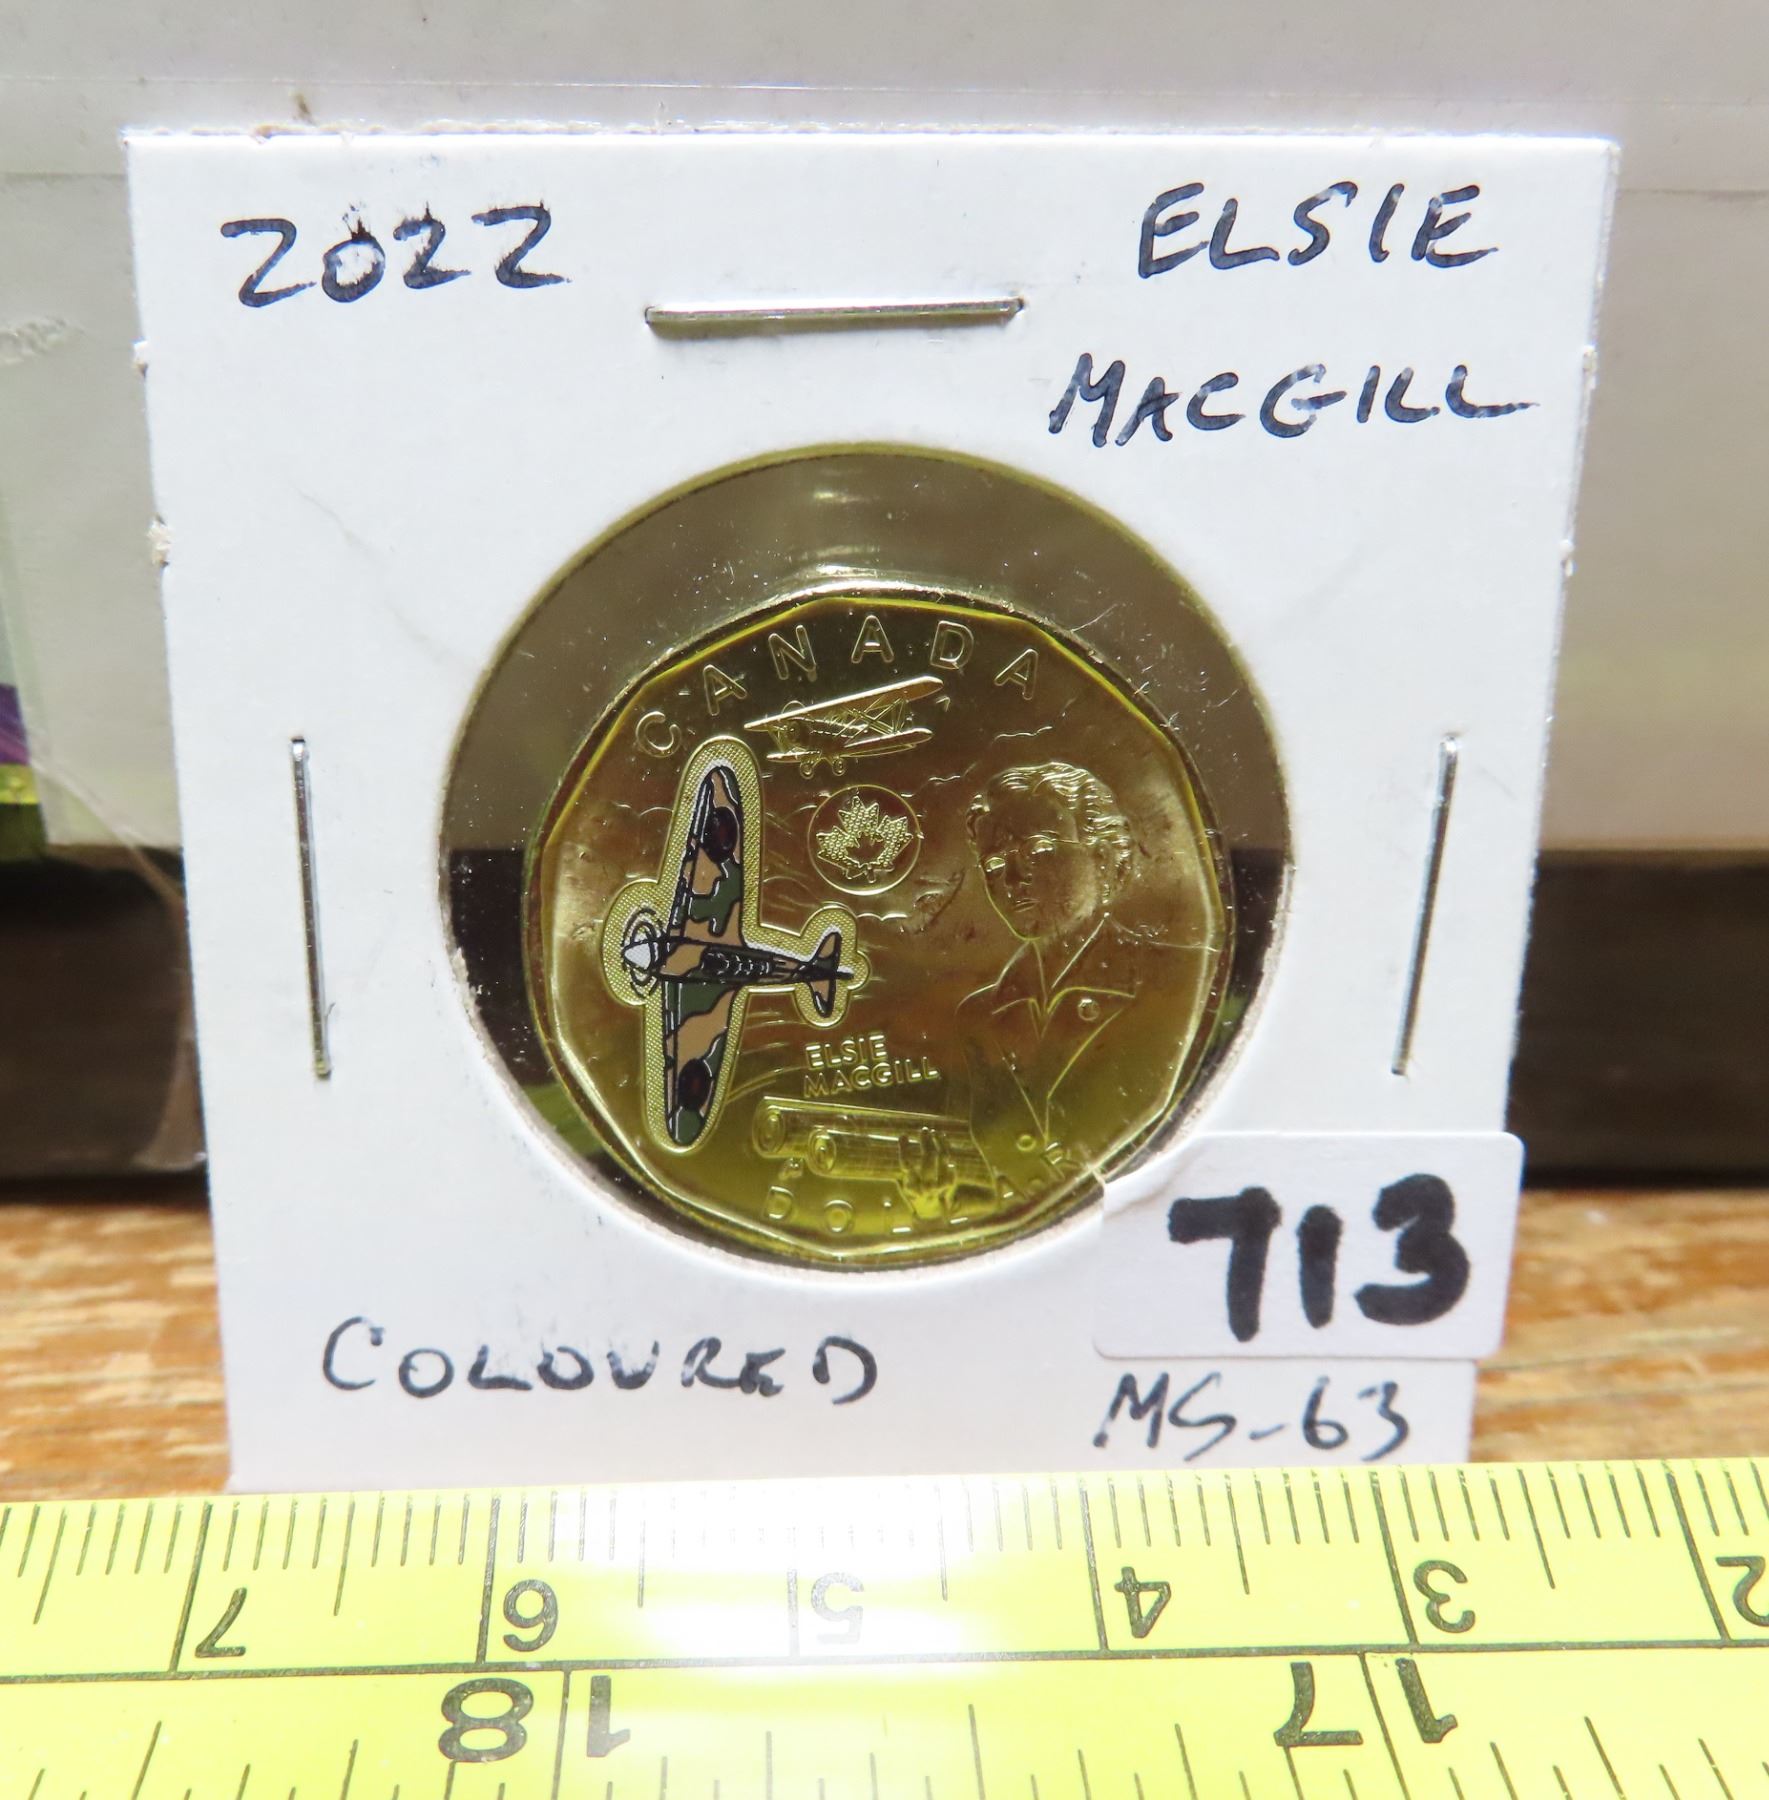 2022
ELSIE
MACGILL
CANADA
ELSIE
MACGILL
DOLLAR
713
COLOURED
MS-63
7 6 5 4 3 2
18 17